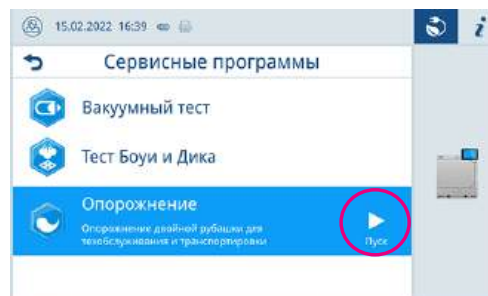 15.02.2022 16:39
Сервисные программы
Вакуумный тест
Тест Боуи и Дика
Опорожнение
Опорожнение двойной рубашки для
техобслуживания и транспортировки
Пуск